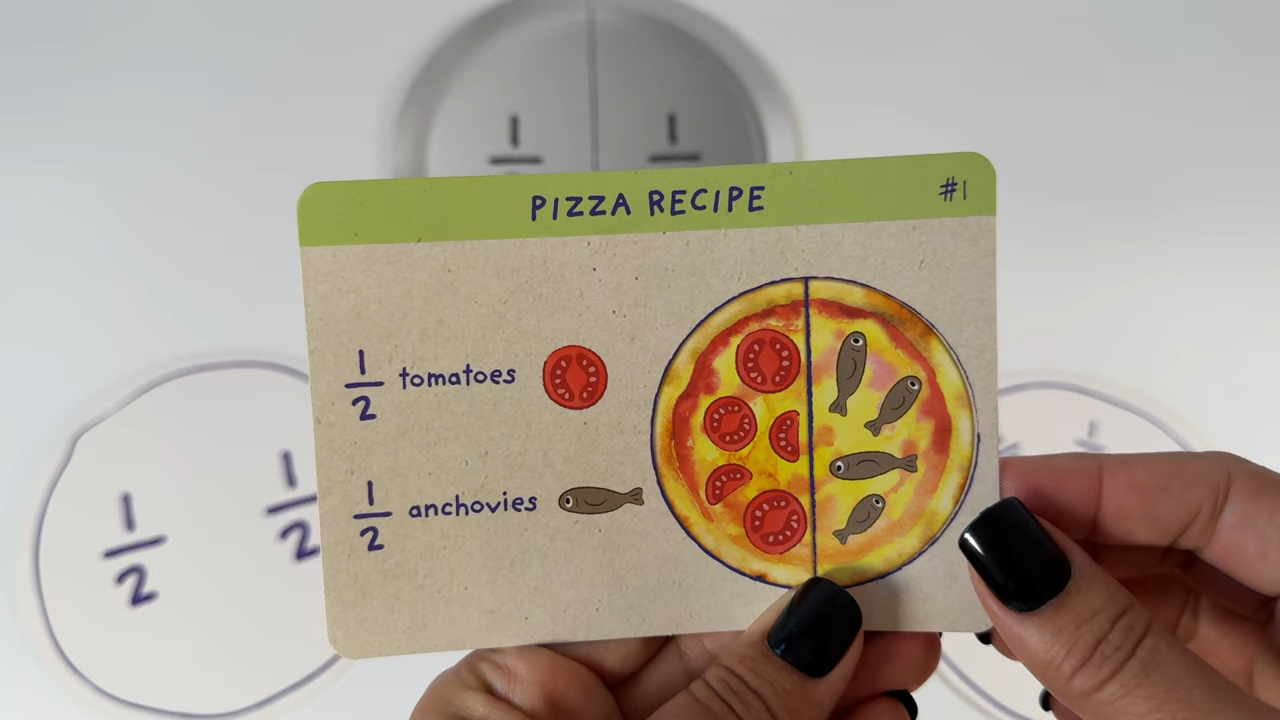 1 1
PIZZA RECIPE #1
1/2 tomatoes
1/2 anchovies
1/2 1/2